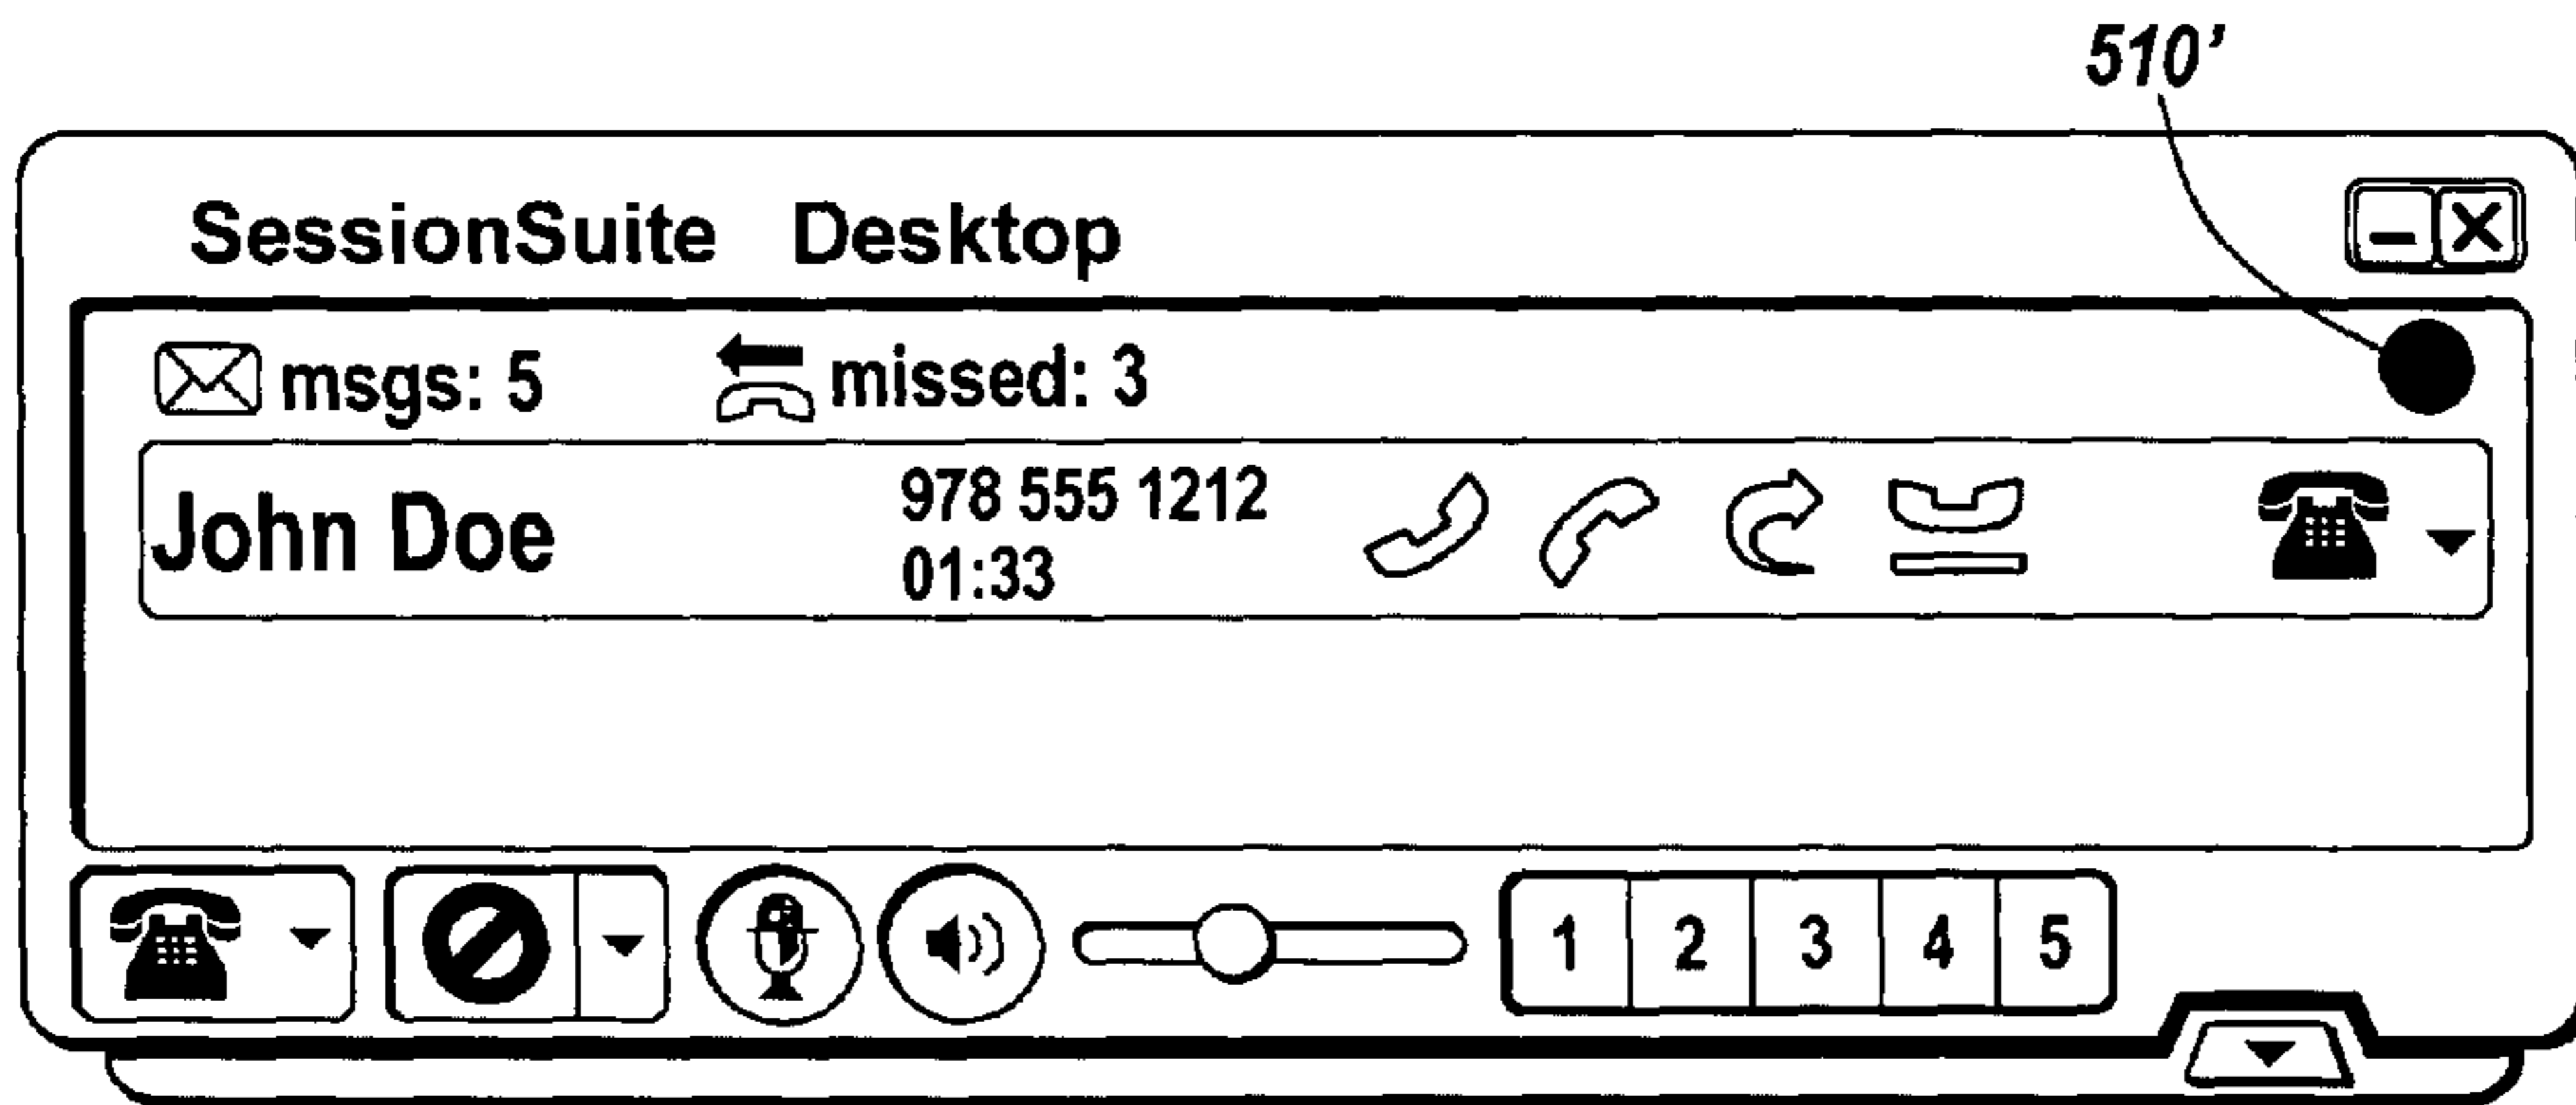 510'
SessionSuite Desktop
msgs: 5 missed: 3
John Doe 978 555 1212
01:33
1 2 3 4 5